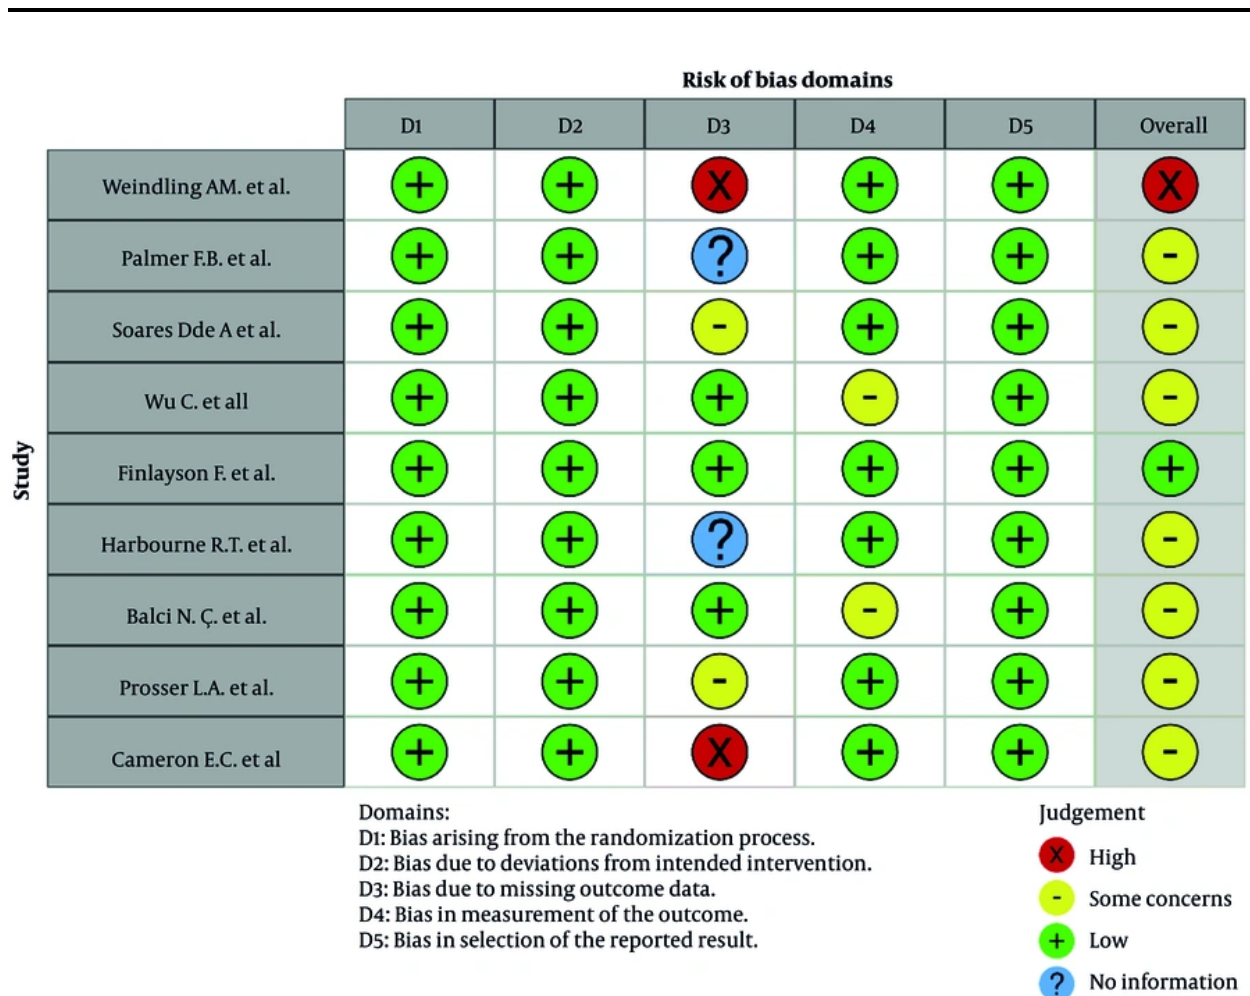 Risk of bias domains
D1 D2 D3 D4 D5 Overall
Study
Weindling AM. et al. + + X + + X
Palmer F.B. et al. + + ? + + -
Soares Dde A et al. + + - + + -
Wu C. et all + + + - + -
Finlayson F. et al. + + + + + +
Harbourne R.T. et al. + + ? + + -
Balci N. Ç. et al. + + + - + -
Prosser L.A. et al. + + - + + -
Cameron E.C. et al + + X + + -
Domains:
D1: Bias arising from the randomization process.
D2: Bias due to deviations from intended intervention.
D3: Bias due to missing outcome data.
D4: Bias in measurement of the outcome.
D5: Bias in selection of the reported result.
Judgement
X High
- Some concerns
+ Low
? No information